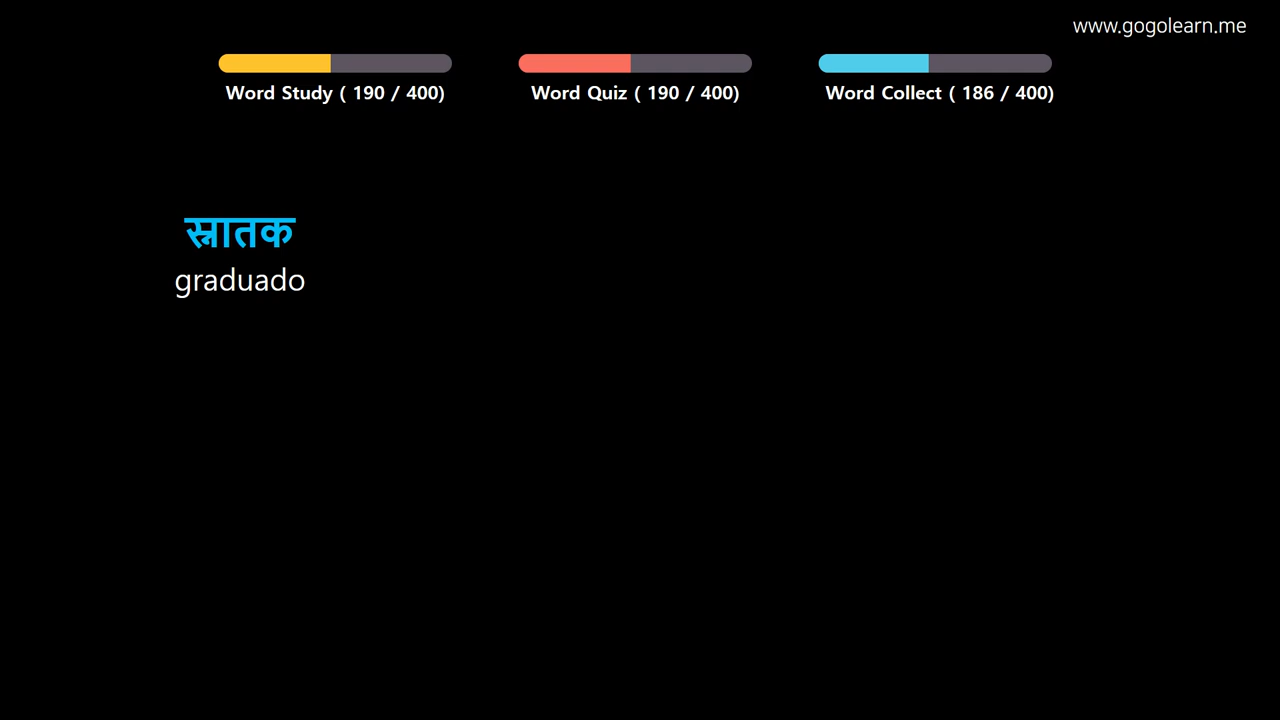 www.gogolearn.me
Word Study ( 190 / 400)
Word Quiz ( 190 / 400)
Word Collect ( 186 / 400)
स्नातक
graduado